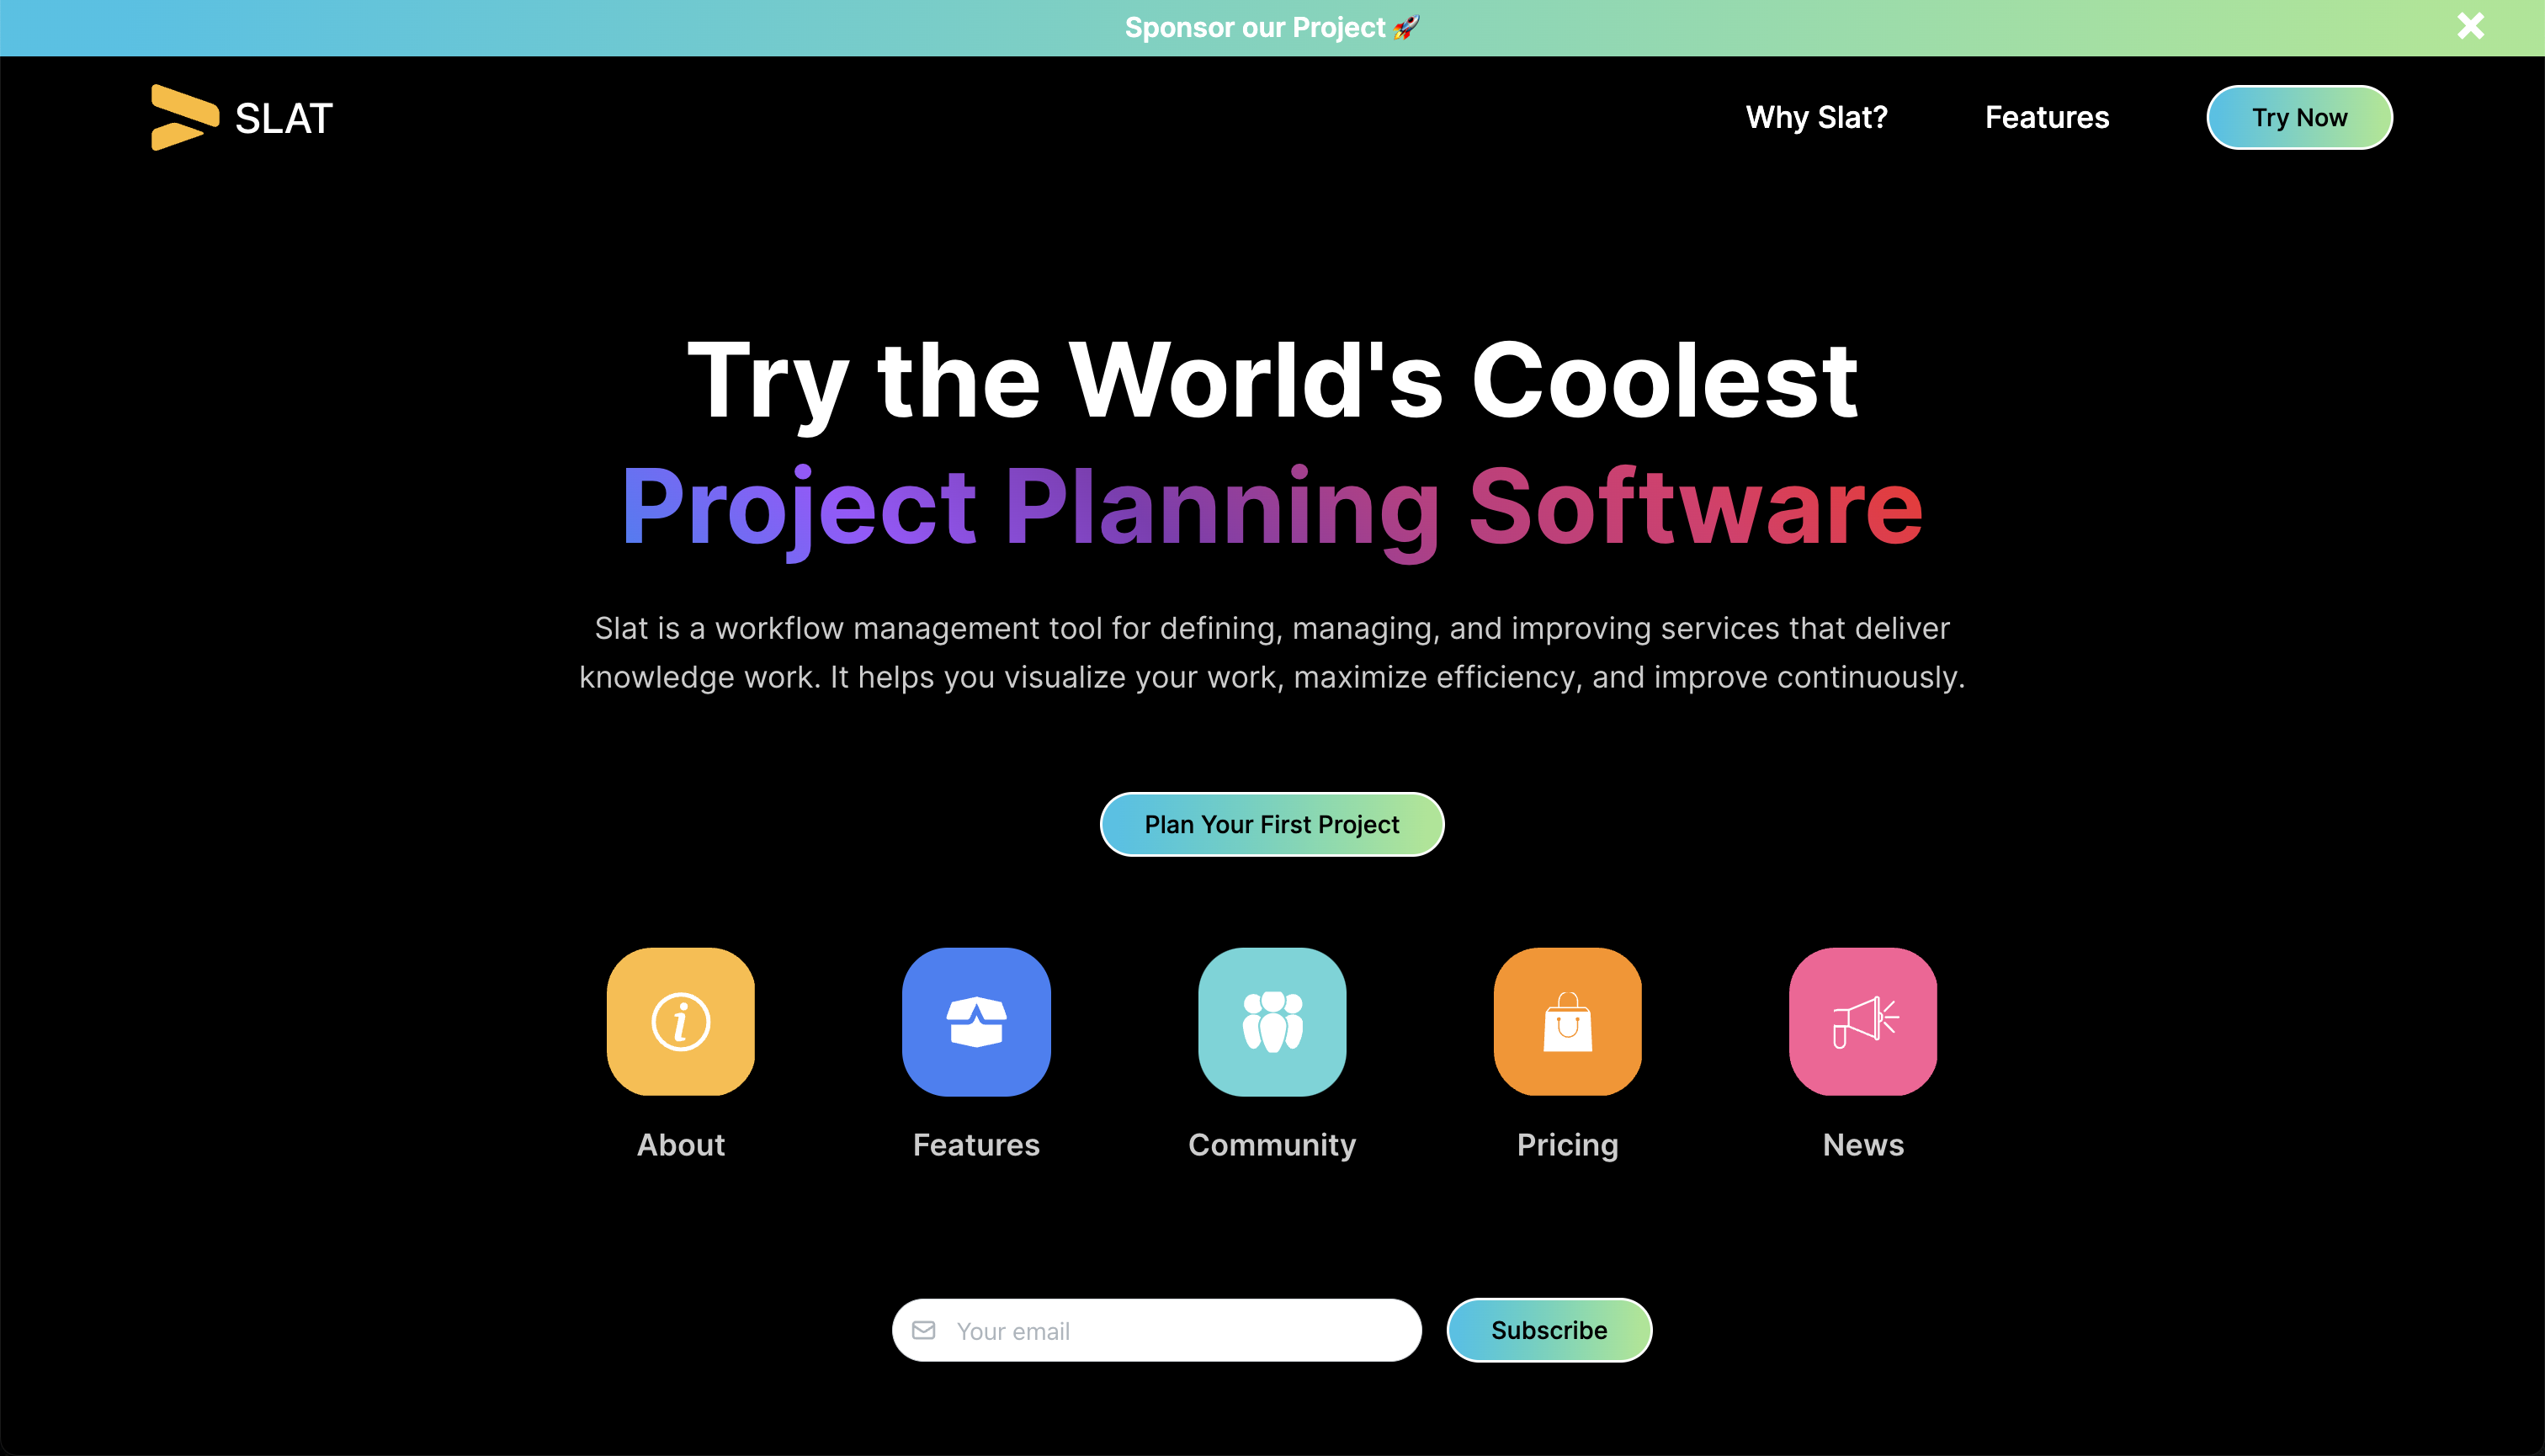 Sponsor our Project 🚀
SLAT
Why Slat?
Features
Try Now
Try the World's Coolest
Project Planning Software
Slat is a workflow management tool for defining, managing, and improving services that deliver
knowledge work. It helps you visualize your work, maximize efficiency, and improve continuously.
Plan Your First Project
About
Features
Community
Pricing
News
Your email
Subscribe